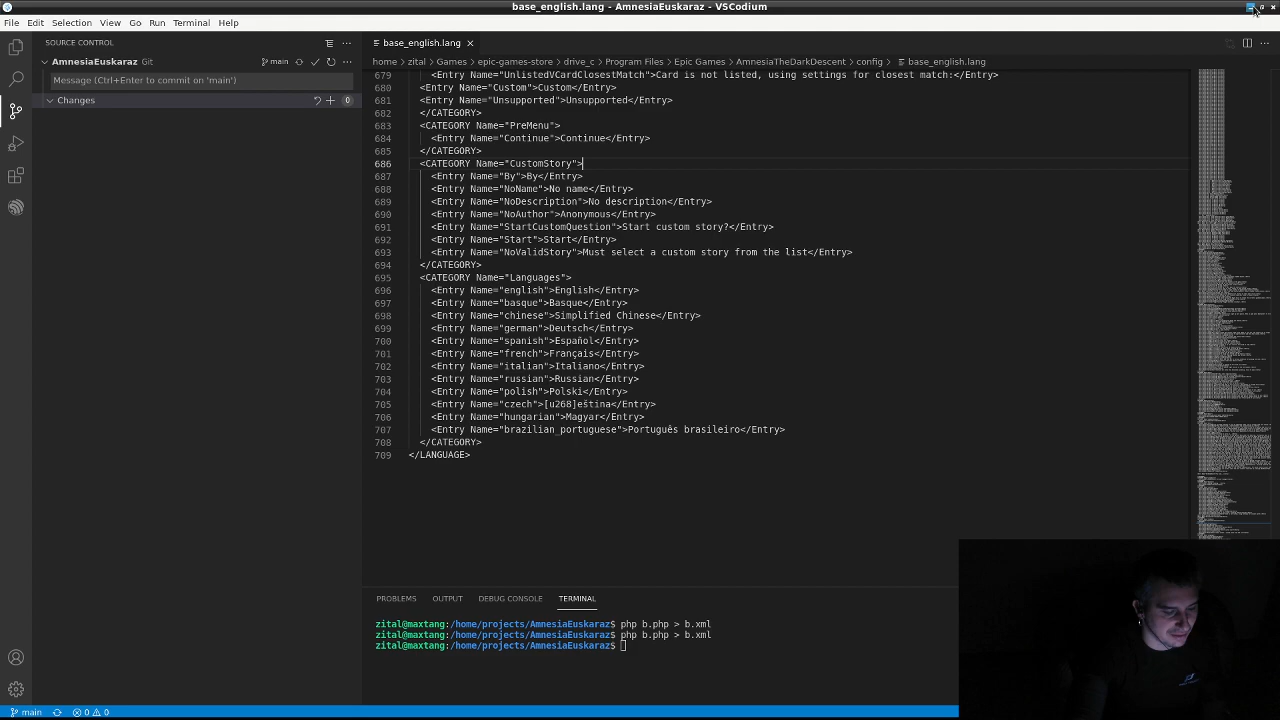 base_english.lang - AmnesiaEuskaraz - VSCodium
File Edit Selection View Go Run Terminal Help
SOURCE CONTROL
base_english.lang
AmnesiaEuskaraz Git
main
home > zital > Games > epic-games-store > drive_c > Program Files > Epic Games > AmnesiaTheDarkDescent > config > base_english.lang
Message (Ctrl+Enter to commit on 'main')
Changes 0
679 <Entry Name="UnlistedVCardClosestMatch">Card is not listed, using settings for closest match:</Entry>
680 <Entry Name="Custom">Custom</Entry>
681 <Entry Name="Unsupported">Unsupported</Entry>
682 </CATEGORY>
683 <CATEGORY Name="PreMenu">
684 <Entry Name="Continue">Continue</Entry>
685 </CATEGORY>
686 <CATEGORY Name="CustomStory">
687 <Entry Name="By">By</Entry>
688 <Entry Name="NoName">No name</Entry>
689 <Entry Name="NoDescription">No description</Entry>
690 <Entry Name="NoAuthor">Anonymous</Entry>
691 <Entry Name="StartCustomQuestion">Start custom story?</Entry>
692 <Entry Name="Start">Start</Entry>
693 <Entry Name="NoValidStory">Must select a custom story from the list</Entry>
694 </CATEGORY>
695 <CATEGORY Name="Languages">
696 <Entry Name="english">English</Entry>
697 <Entry Name="basque">Basque</Entry>
698 <Entry Name="chinese">Simplified Chinese</Entry>
699 <Entry Name="german">Deutsch</Entry>
700 <Entry Name="spanish">Español</Entry>
701 <Entry Name="french">Français</Entry>
702 <Entry Name="italian">Italiano</Entry>
703 <Entry Name="russian">Russian</Entry>
704 <Entry Name="polish">Polski</Entry>
705 <Entry Name="czech">[u268]eština</Entry>
706 <Entry Name="hungarian">Magyar</Entry>
707 <Entry Name="brazilian_portuguese">Português brasileiro</Entry>
708 </CATEGORY>
709 </LANGUAGE>
PROBLEMS OUTPUT DEBUG CONSOLE TERMINAL
zital@maxtang:/home/projects/AmnesiaEuskaraz$ php b.php > b.xml
zital@maxtang:/home/projects/AmnesiaEuskaraz$ php b.php > b.xml
zital@maxtang:/home/projects/AmnesiaEuskaraz$
main 0 0